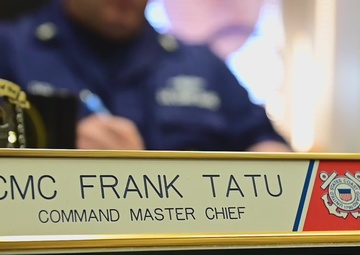 CMC FRANK TATU
COMMAND MASTER CHIEF